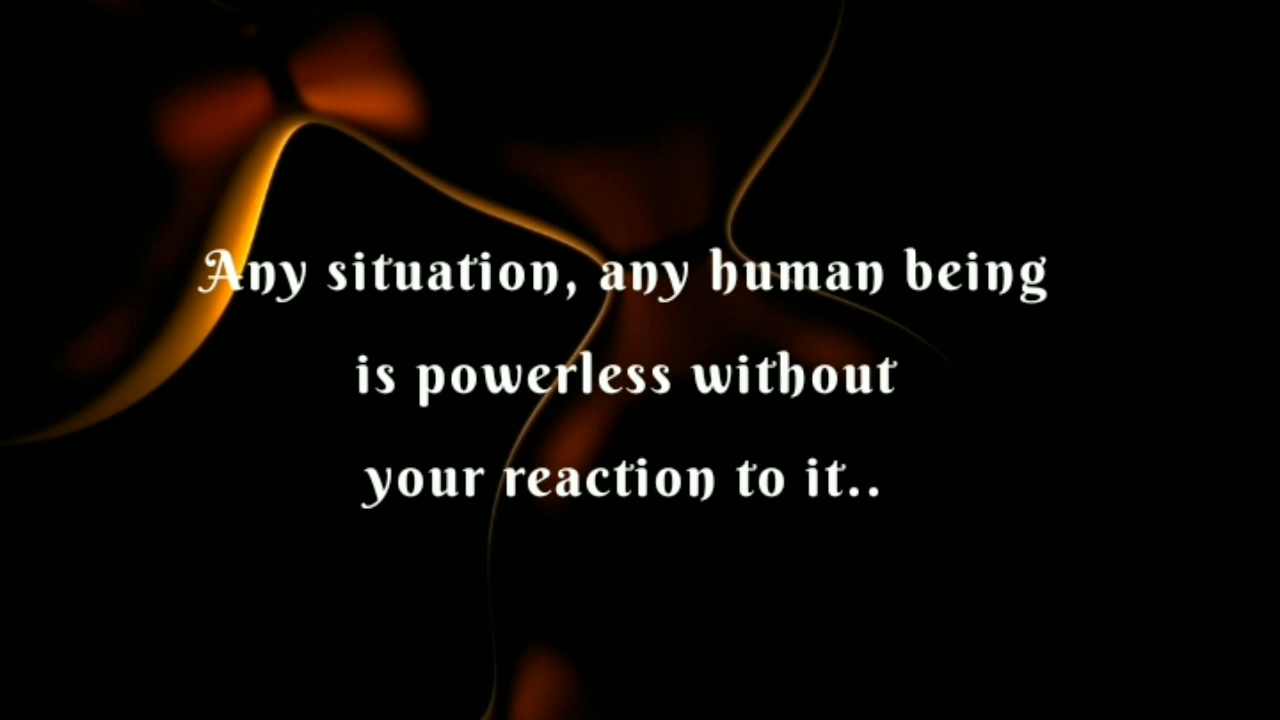 Any situation, any human being
is powerless without
your reaction to it..